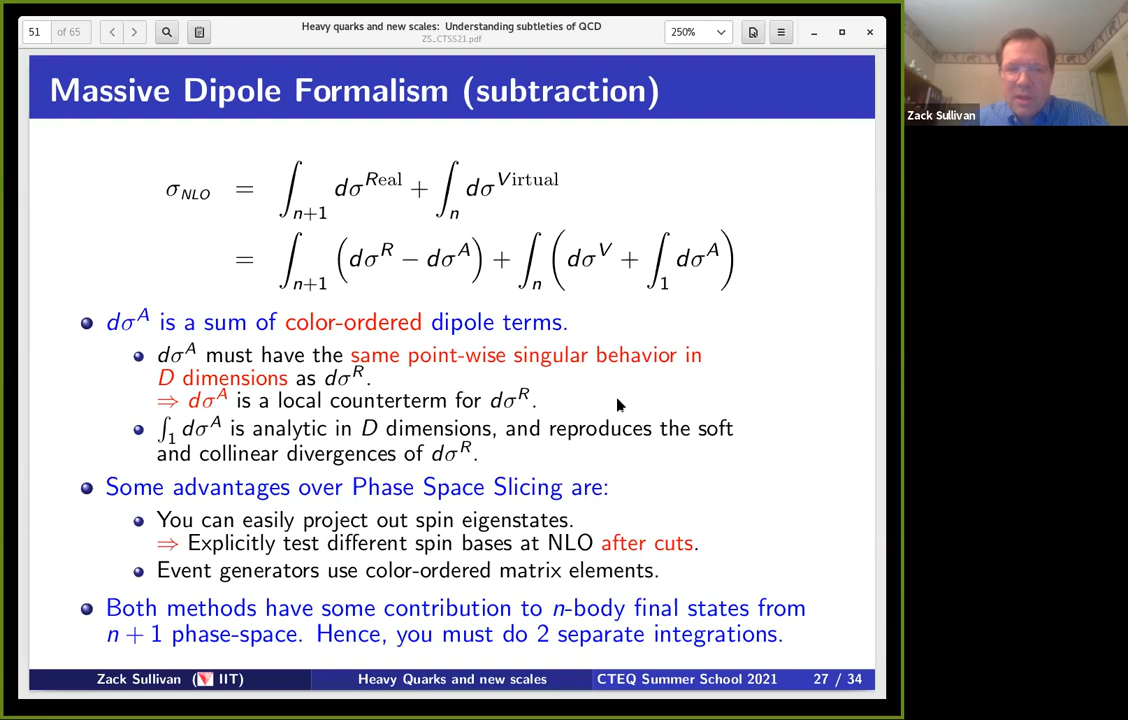 51 of 65
Heavy quarks and new scales: Understanding subtleties of QCD
ZS_CTSS21.pdf
250%
Zack Sullivan
Massive Dipole Formalism (subtraction)
σ_NLO = ∫_{n+1} dσ^{Real} + ∫_n dσ^{Virtual}
= ∫_{n+1} (dσ^R − dσ^A) + ∫_n (dσ^V + ∫_1 dσ^A)
dσ^A is a sum of color-ordered dipole terms.
dσ^A must have the same point-wise singular behavior in
D dimensions as dσ^R.
⇒ dσ^A is a local counterterm for dσ^R.
∫_1 dσ^A is analytic in D dimensions, and reproduces the soft
and collinear divergences of dσ^R.
Some advantages over Phase Space Slicing are:
You can easily project out spin eigenstates.
⇒ Explicitly test different spin bases at NLO after cuts.
Event generators use color-ordered matrix elements.
Both methods have some contribution to n-body final states from
n + 1 phase-space. Hence, you must do 2 separate integrations.
Zack Sullivan (IIT) Heavy Quarks and new scales CTEQ Summer School 2021 27 / 34